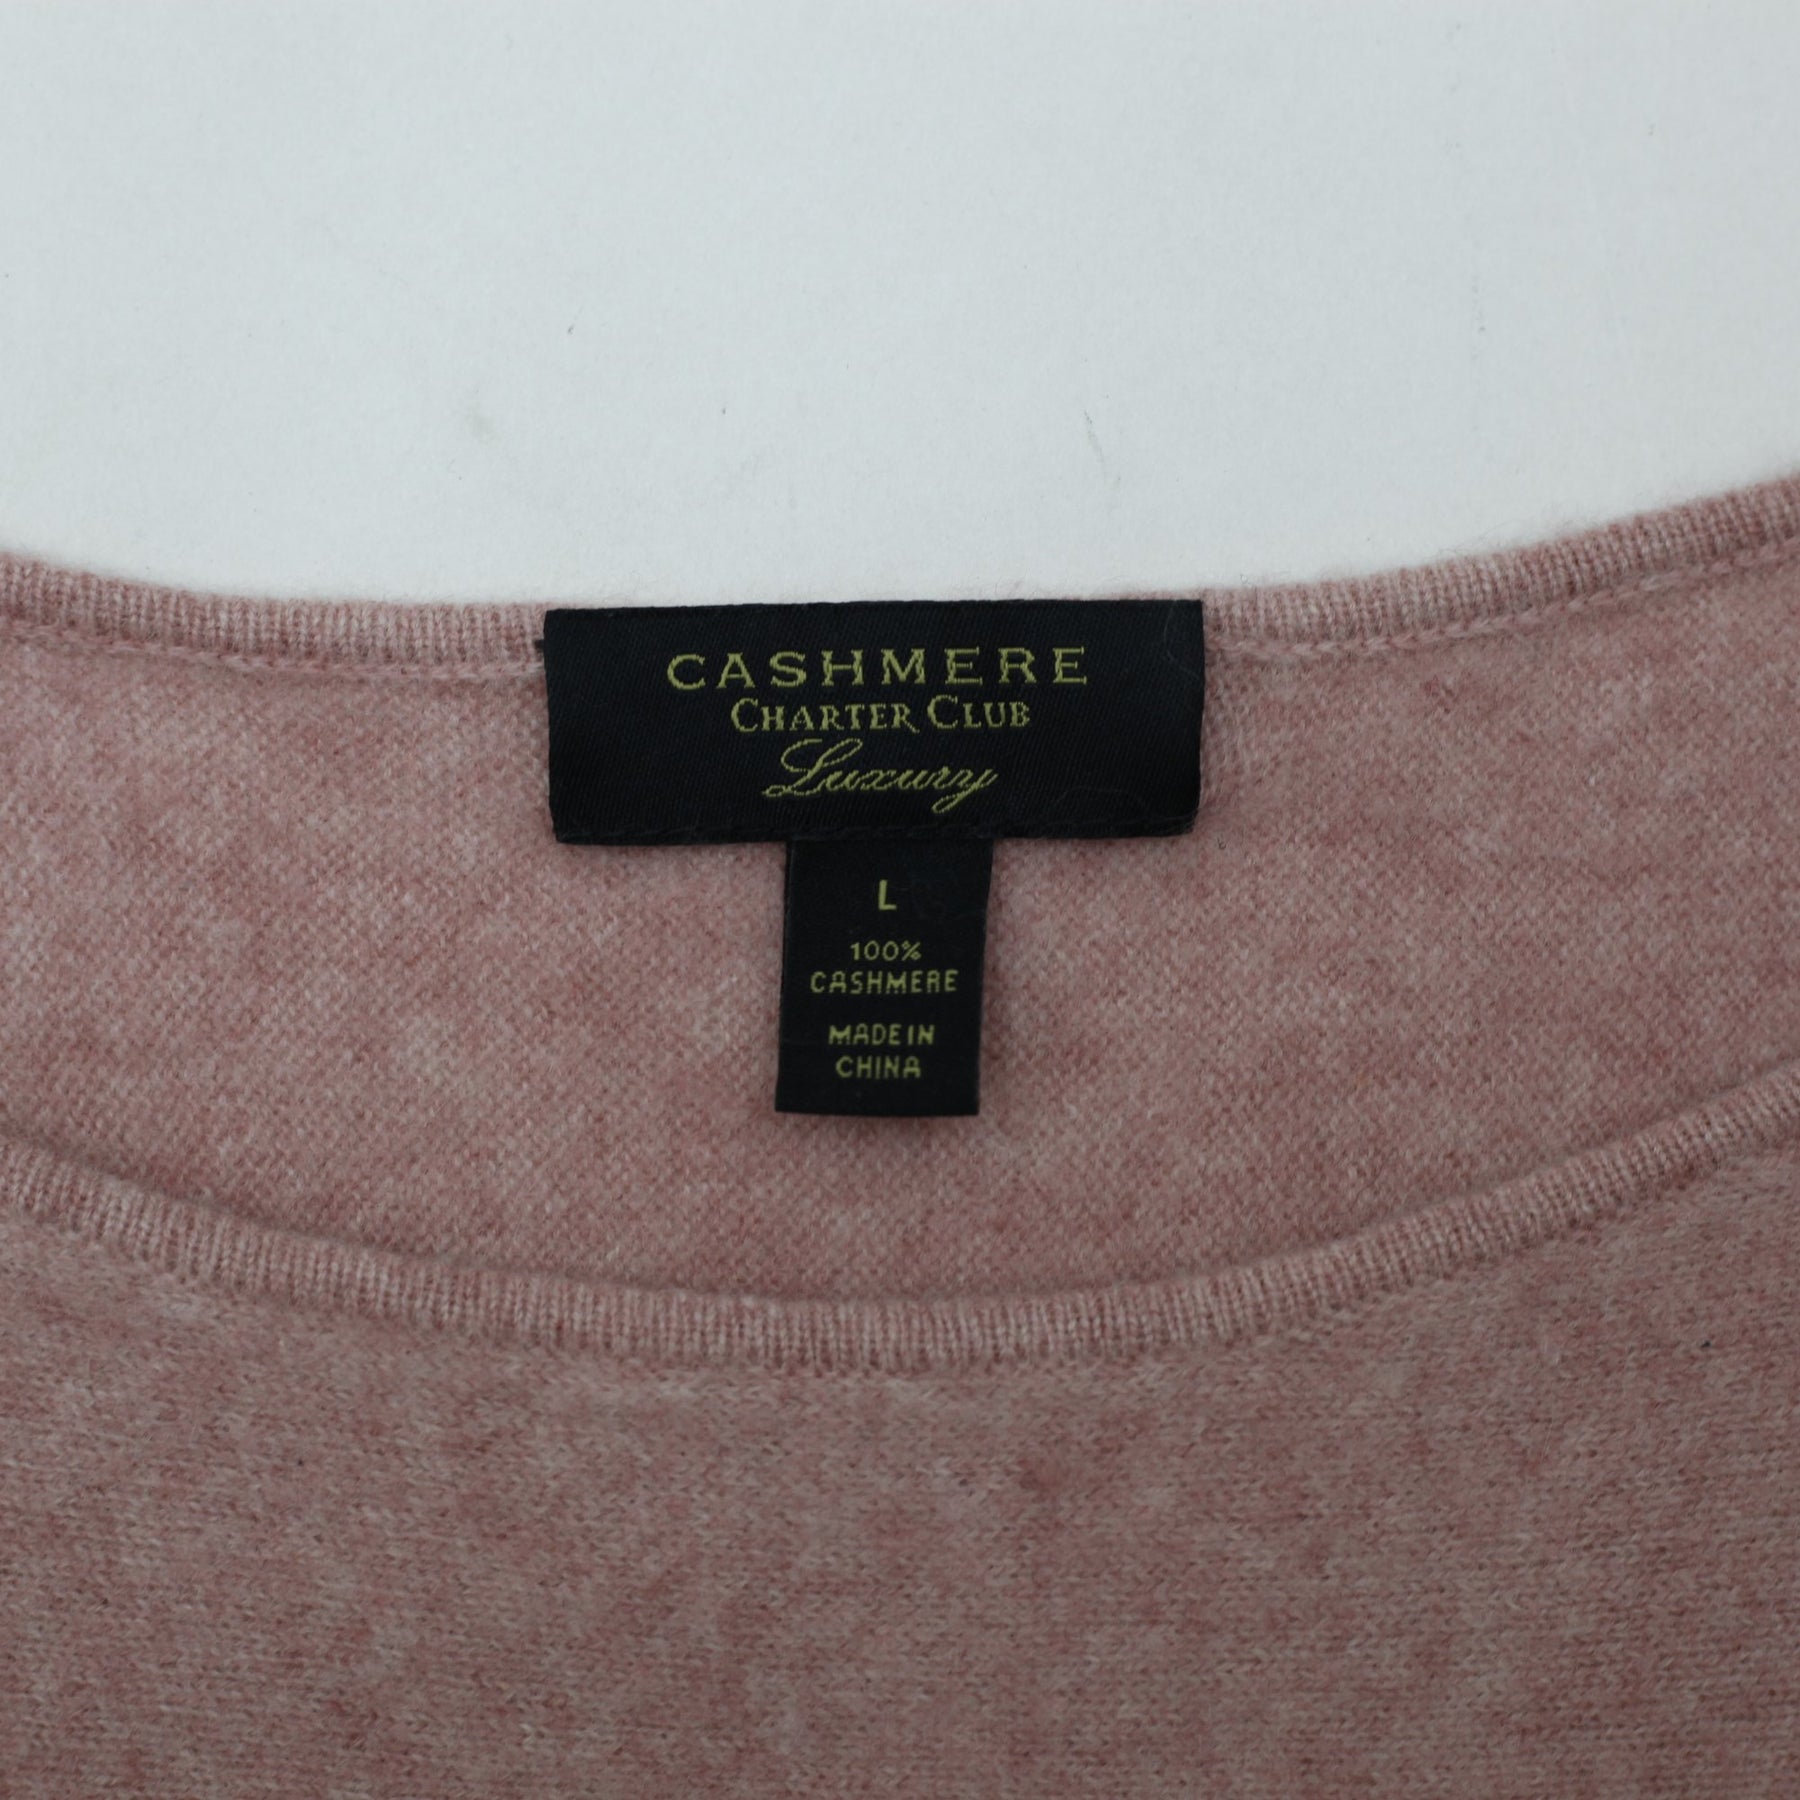 CASHMERE
CHARTER CLUB
Luxury
L
100%
CASHMERE
MADE IN
CHINA